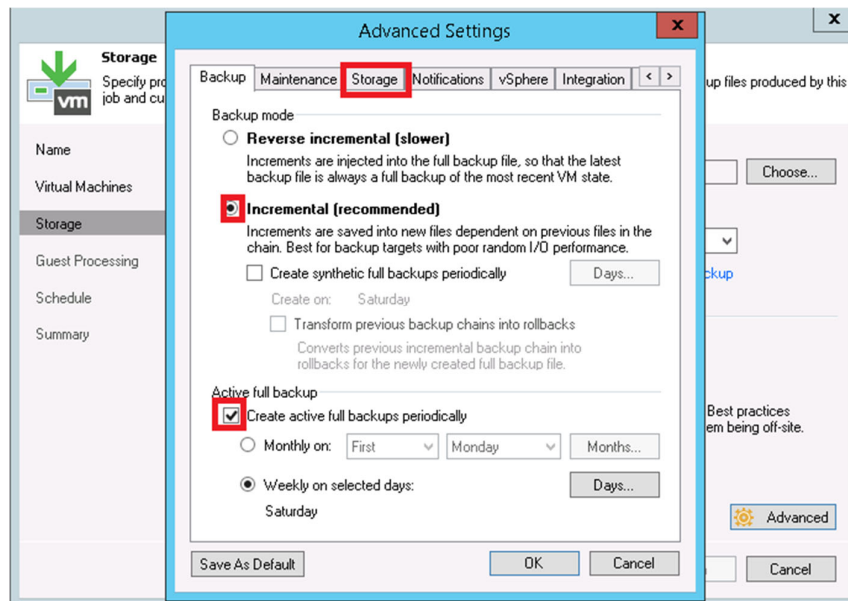 Advanced Settings
x
x
Storage
Specify pro
job and cu
up files produced by this
vm
Backup
Maintenance
Storage
Notifications
vSphere
Integration
<
>
Name
Virtual Machines
Storage
Guest Processing
Schedule
Summary
Backup mode
Reverse incremental (slower)
Increments are injected into the full backup file, so that the latest
backup file is always a full backup of the most recent VM state.
Incremental (recommended)
Increments are saved into new files dependent on previous files in the
chain. Best for backup targets with poor random I/O performance.
Create synthetic full backups periodically
Days...
Create on:
Saturday
Transform previous backup chains into rollbacks
Converts previous incremental backup chain into
rollbacks for the newly created full backup file.
Active full backup
Create active full backups periodically
Monthly on:
First
Monday
Months...
Weekly on selected days:
Days...
Saturday
Save As Default
OK
Cancel
Choose...
ckup
Best practices
em being off-site.
Advanced
Cancel